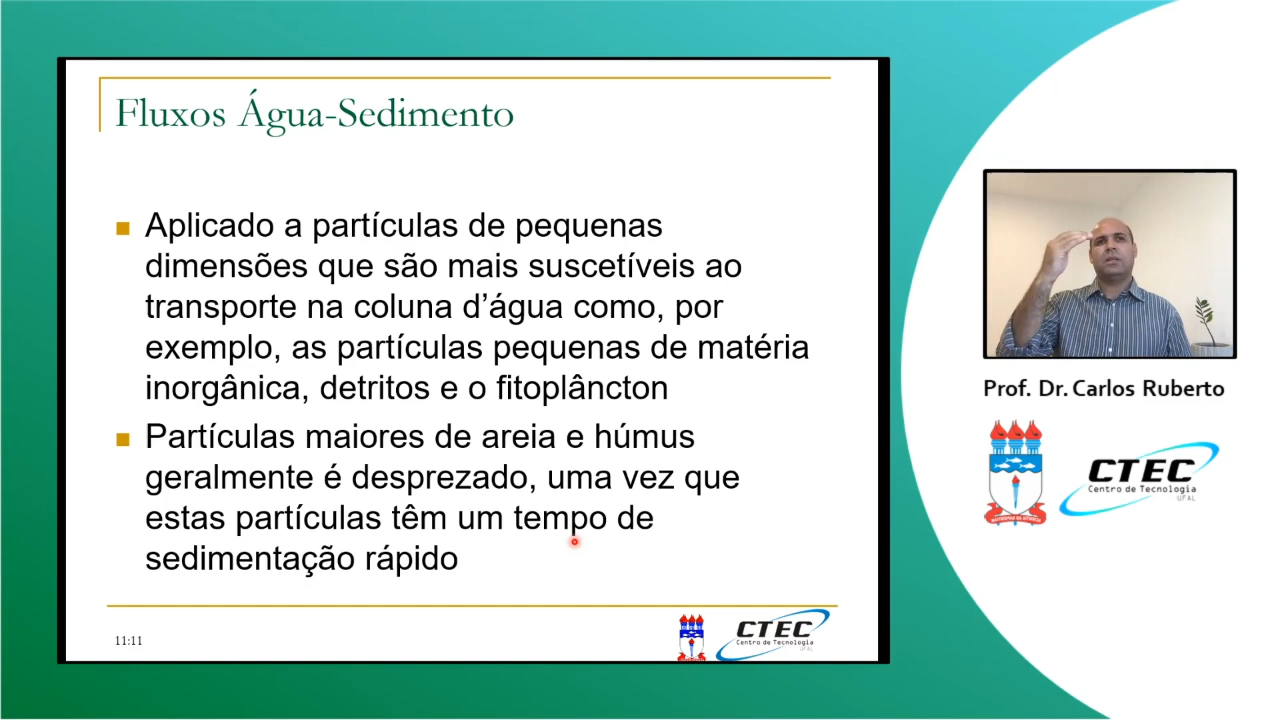 Fluxos Água-Sedimento
Aplicado a partículas de pequenas
dimensões que são mais suscetíveis ao
transporte na coluna d’água como, por
exemplo, as partículas pequenas de matéria
inorgânica, detritos e o fitoplâncton
Partículas maiores de areia e húmus
geralmente é desprezado, uma vez que
estas partículas têm um tempo de
sedimentação rápido
11:11
CTEC
Centro de Tecnologia
UFAL
Prof. Dr. Carlos Ruberto
CTEC
Centro de Tecnologia
UFAL